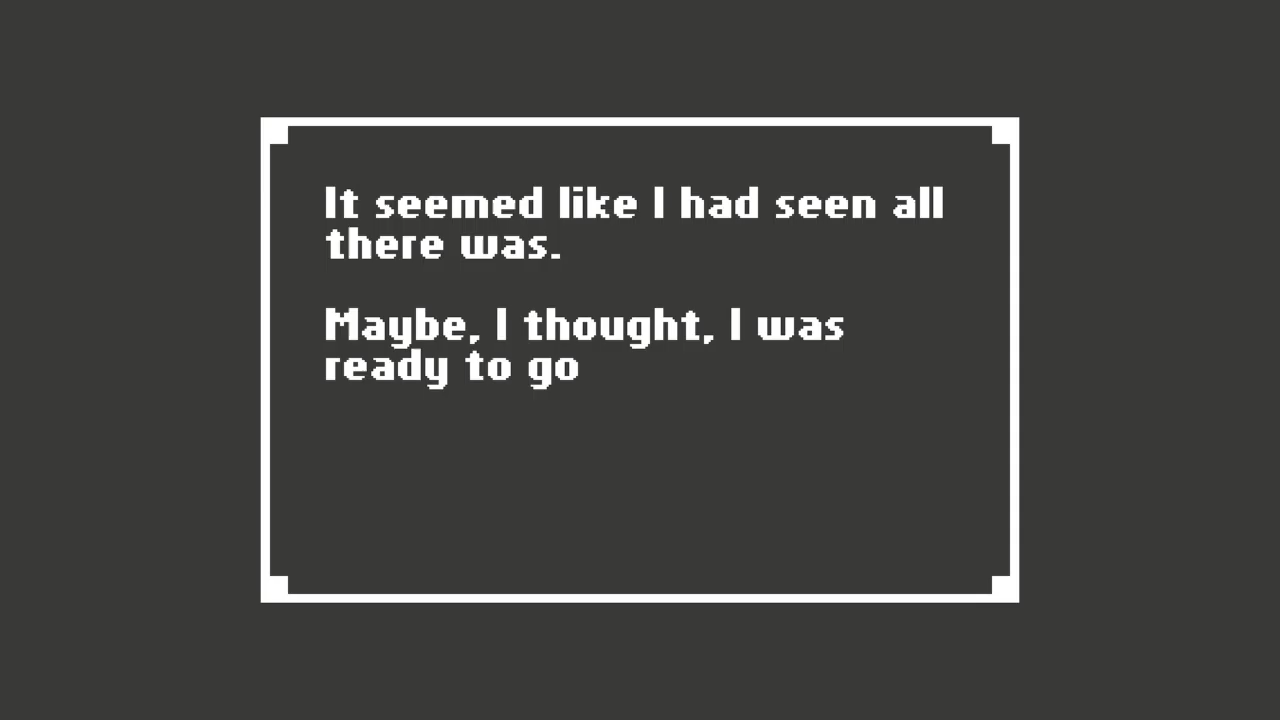 It seemed like I had seen all
there was.
Maybe, I thought, I was
ready to go